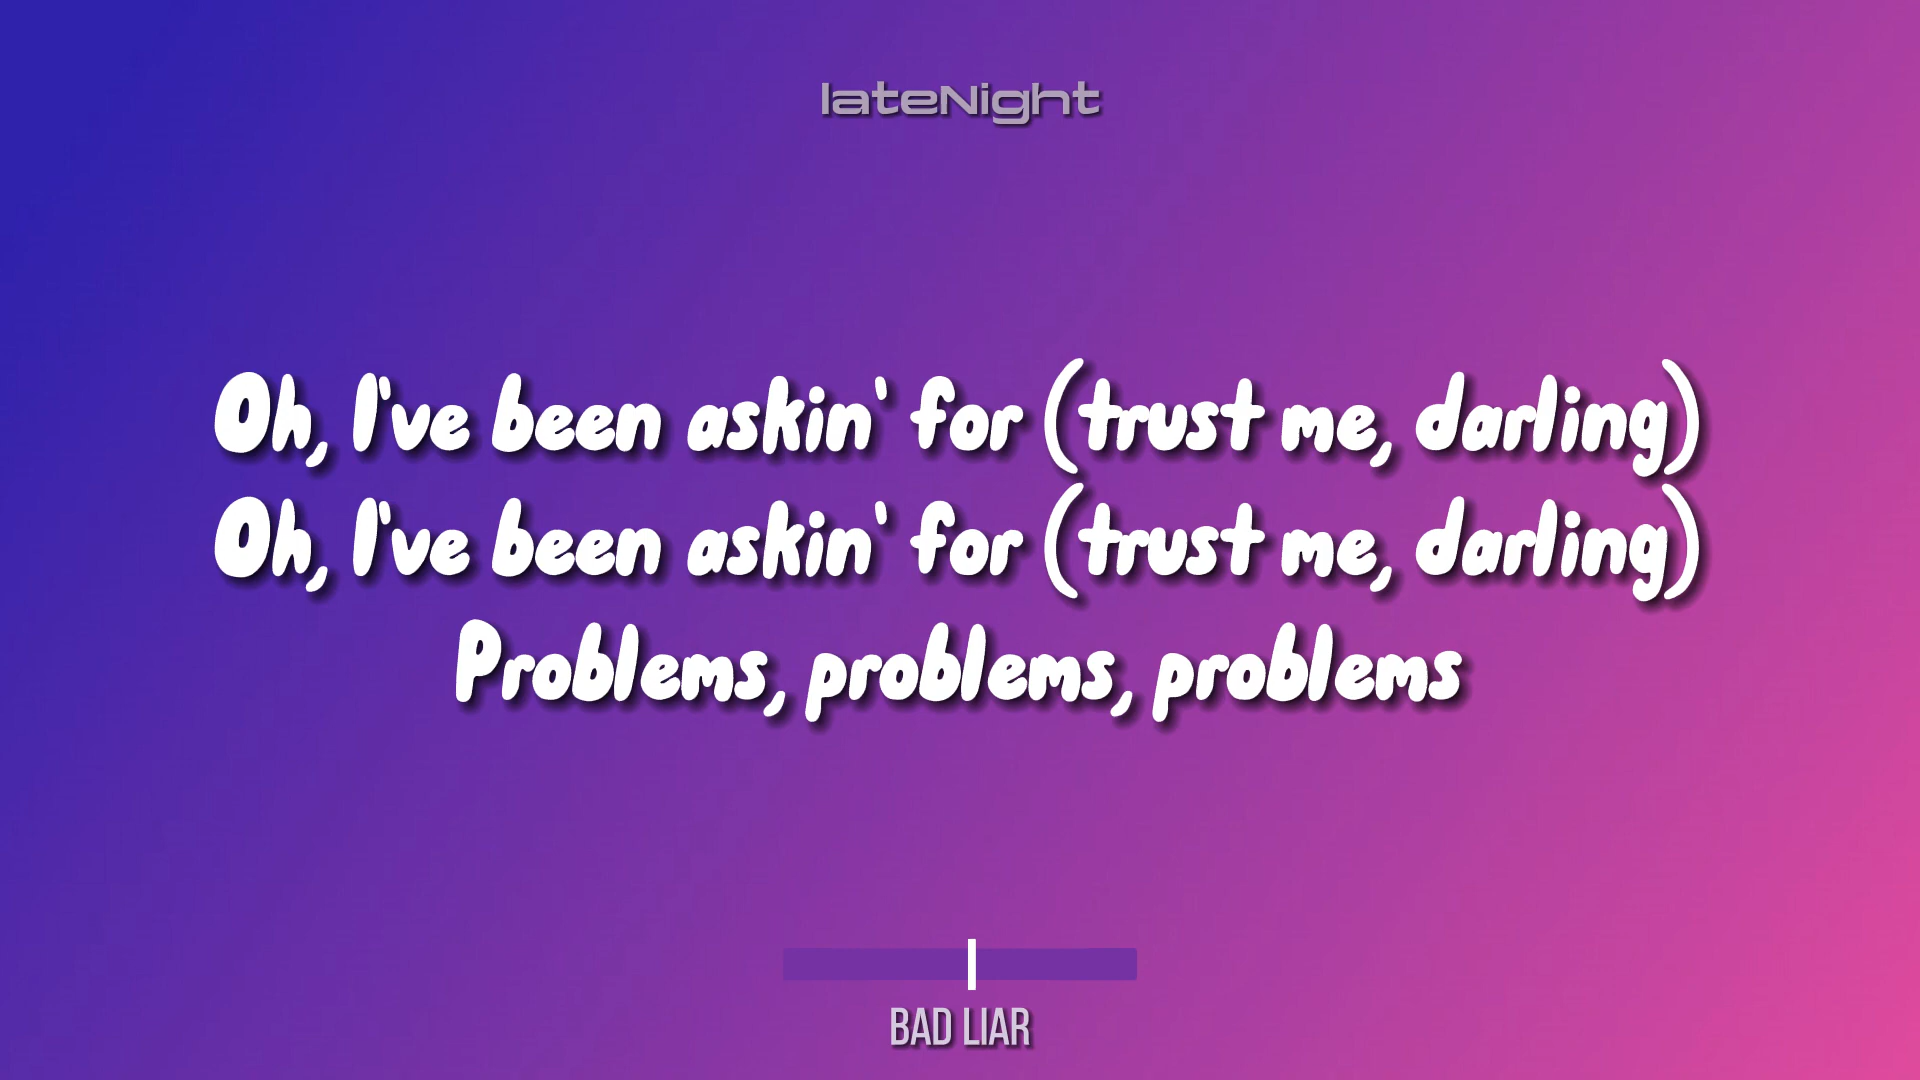 lateNight
Oh, I've been askin' for (trust me, darling)
Oh, I've been askin' for (trust me, darling)
Problems, problems, problems
BAD LIAR